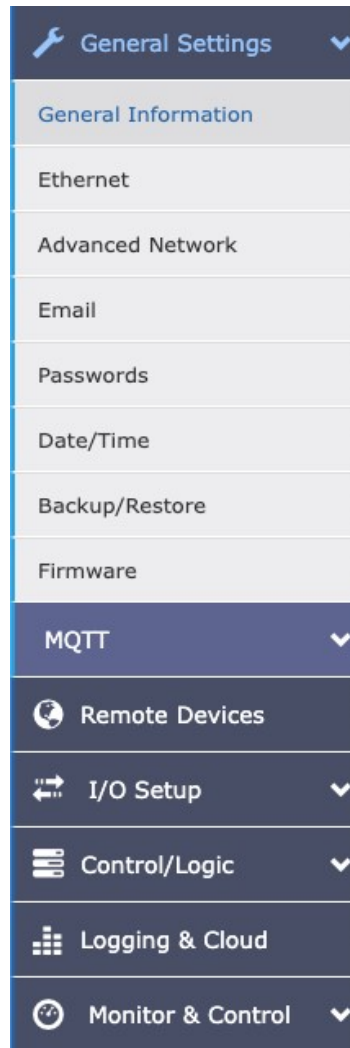 General Settings
General Information
Ethernet
Advanced Network
Email
Passwords
Date/Time
Backup/Restore
Firmware
MQTT
Remote Devices
I/O Setup
Control/Logic
Logging & Cloud
Monitor & Control